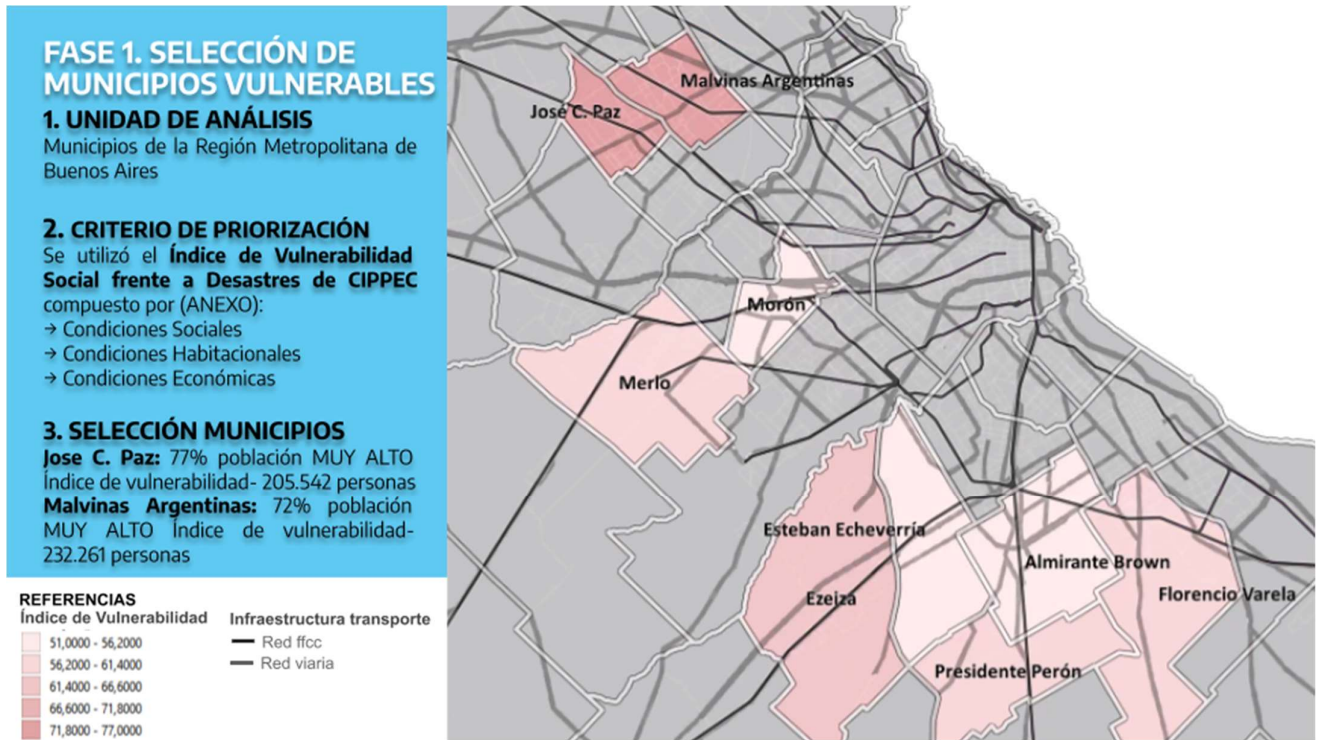 FASE 1. SELECCIÓN DE
MUNICIPIOS VULNERABLES
1. UNIDAD DE ANÁLISIS
Municipios de la Región Metropolitana de
Buenos Aires
2. CRITERIO DE PRIORIZACIÓN
Se utilizó el Índice de Vulnerabilidad
Social frente a Desastres de CIPPEC
compuesto por (ANEXO):
→ Condiciones Sociales
→ Condiciones Habitacionales
→ Condiciones Económicas
3. SELECCIÓN MUNICIPIOS
Jose C. Paz: 77% población MUY ALTO
Índice de vulnerabilidad- 205.542 personas
Malvinas Argentinas: 72% población
MUY ALTO Índice de vulnerabilidad-
232.261 personas
REFERENCIAS
Índice de Vulnerabilidad
51,0000 - 56,2000
56,2000 - 61,4000
61,4000 - 66,6000
66,6000 - 71,8000
71,8000 - 77,0000
Infraestructura transporte
Red ffcc
Red viaria
Malvinas Argentinas
José C. Paz
Morón
Merlo
Esteban Echeverría
Almirante Brown
Ezeiza
Florencio Varela
Presidente Perón